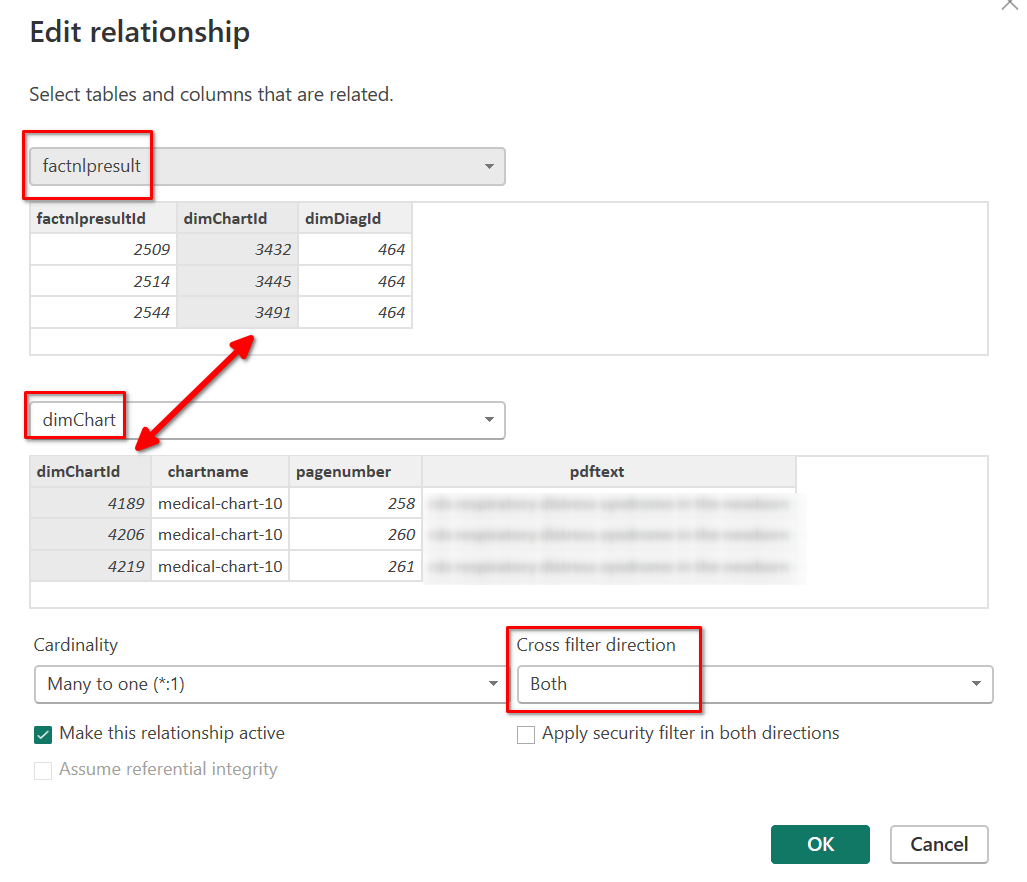 Edit relationship
Select tables and columns that are related.
factnlpresult
factnlpresultId dimChartId dimDiagId
2509 3432 464
2514 3445 464
2544 3491 464
dimChart
dimChartId chartname pagenumber pdftext
4189 medical-chart-10 258
4206 medical-chart-10 260
4219 medical-chart-10 261
Cardinality Cross filter direction
Many to one (*:1) Both
Make this relationship active Apply security filter in both directions
Assume referential integrity
OK Cancel